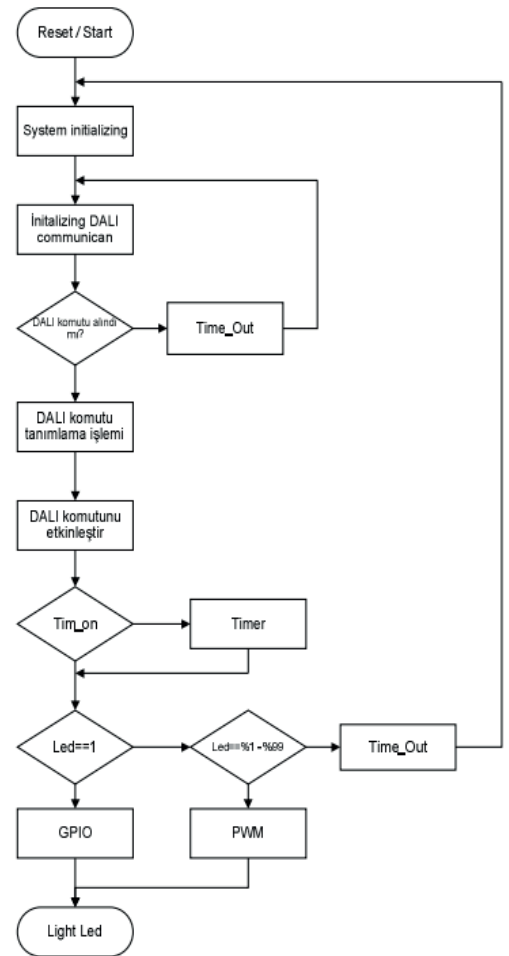 Reset / Start
System initializing
İnitalizing DALI
communican
DALI komutu alındı
mı?
Time_Out
DALI komutu
tanımlama işlemi
DALI komutunu
etkinleştir
Tim_on
Timer
Led==1
Led==%1-%99
Time_Out
GPIO
PWM
Light Led